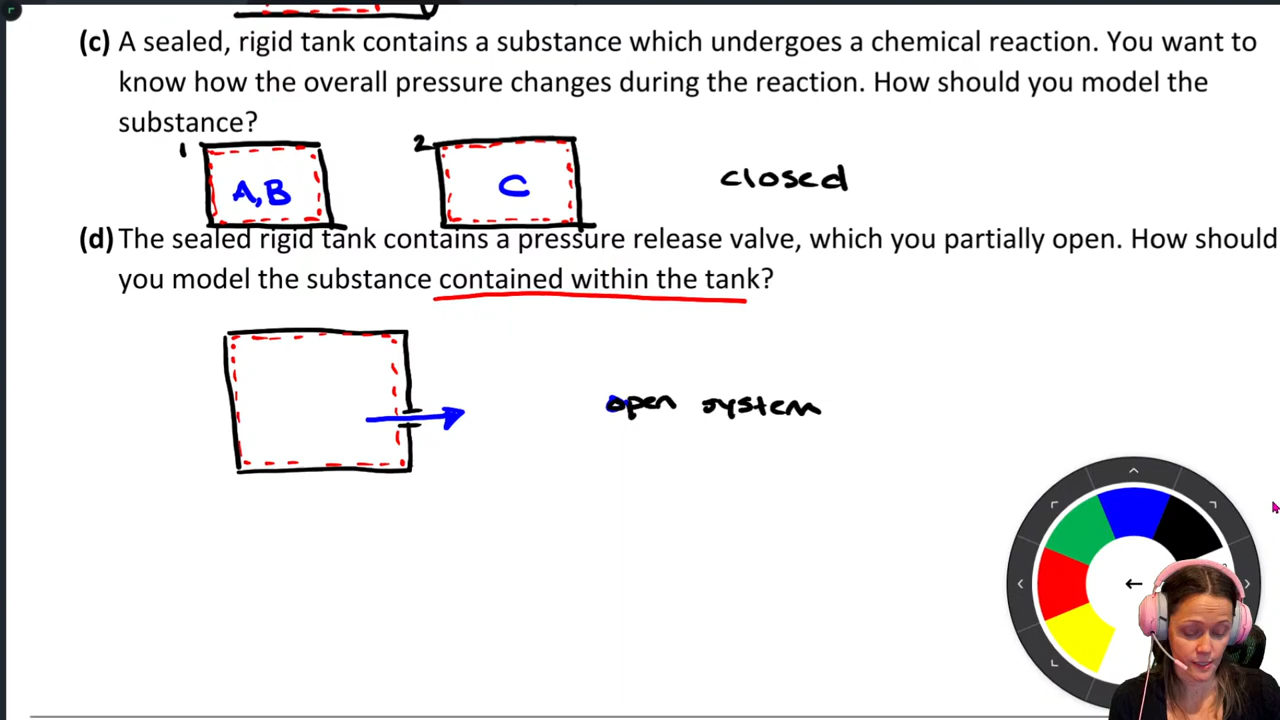 (c) A sealed, rigid tank contains a substance which undergoes a chemical reaction. You want to
know how the overall pressure changes during the reaction. How should you model the
substance?
1
A,B
2
C
closed
(d) The sealed rigid tank contains a pressure release valve, which you partially open. How should
you model the substance contained within the tank?
open system